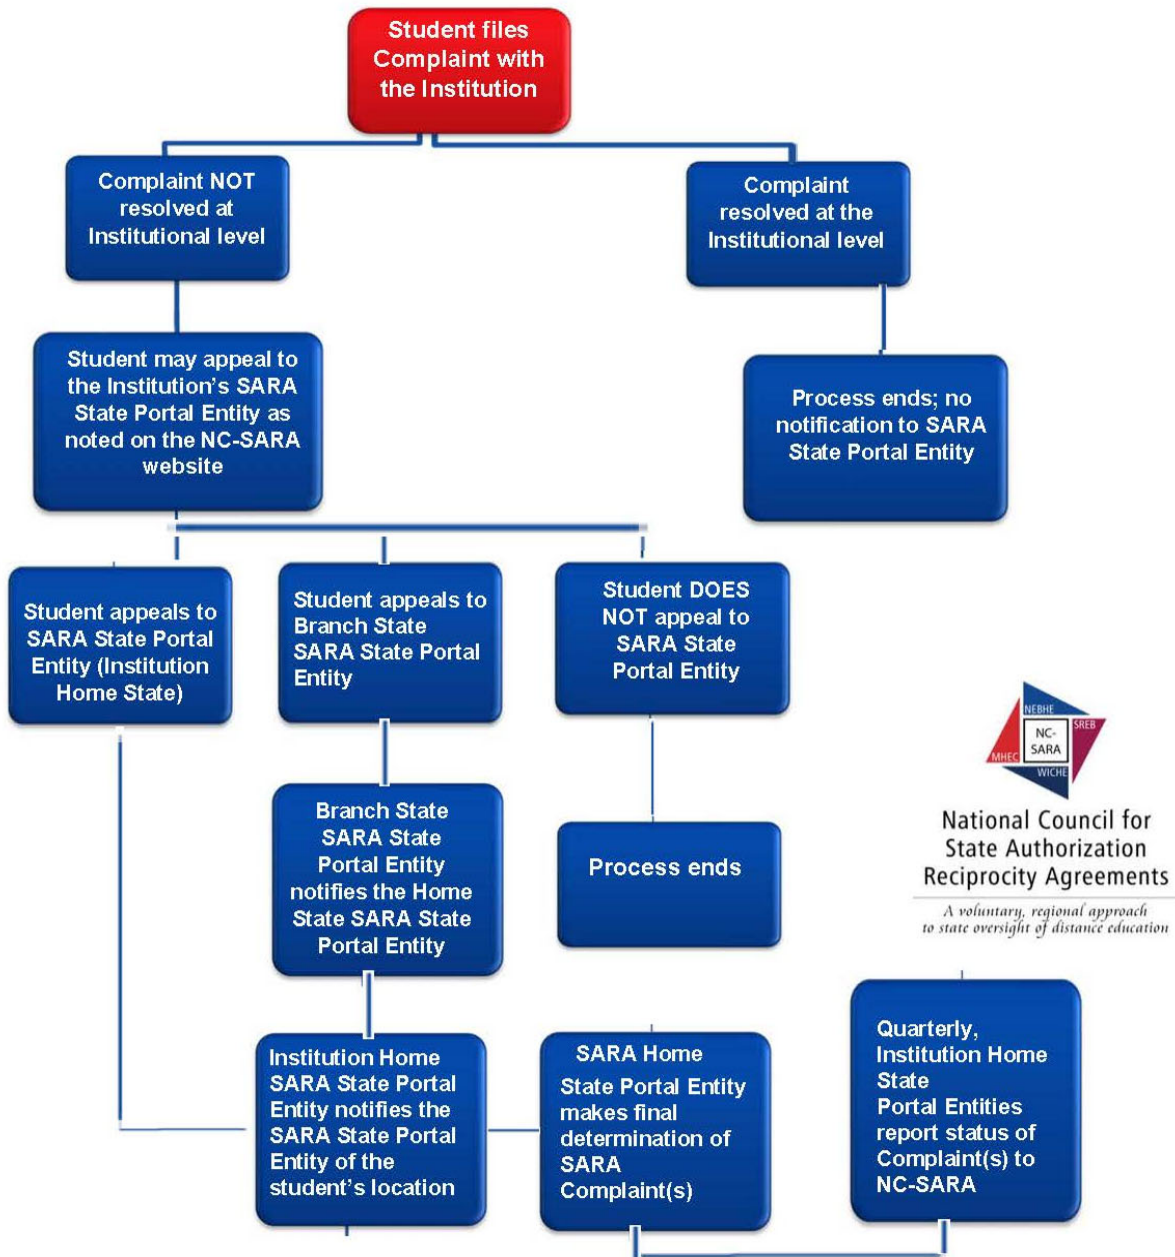 Student files
Complaint with
the Institution
Complaint NOT
resolved at
Institutional level
Complaint
resolved at the
Institutional level
Student may appeal to
the Institution’s SARA
State Portal Entity as
noted on the NC-SARA
website
Process ends; no
notification to SARA
State Portal Entity
Student appeals to
SARA State Portal
Entity (Institution
Home State)
Student appeals to
Branch State
SARA State Portal
Entity
Student DOES
NOT appeal to
SARA State
Portal Entity
Branch State
SARA State
Portal Entity
notifies the Home
State SARA State
Portal Entity
Process ends
NEBHE
SREB
NC-
SARA
MHEC
WICHE
National Council for
State Authorization
Reciprocity Agreements
A voluntary, regional approach
to state oversight of distance education
Institution Home
SARA State Portal
Entity notifies the
SARA State Portal
Entity of the
student’s location
SARA Home
State Portal Entity
makes final
determination of
SARA
Complaint(s)
Quarterly,
Institution Home
State
Portal Entities
report status of
Complaint(s) to
NC-SARA